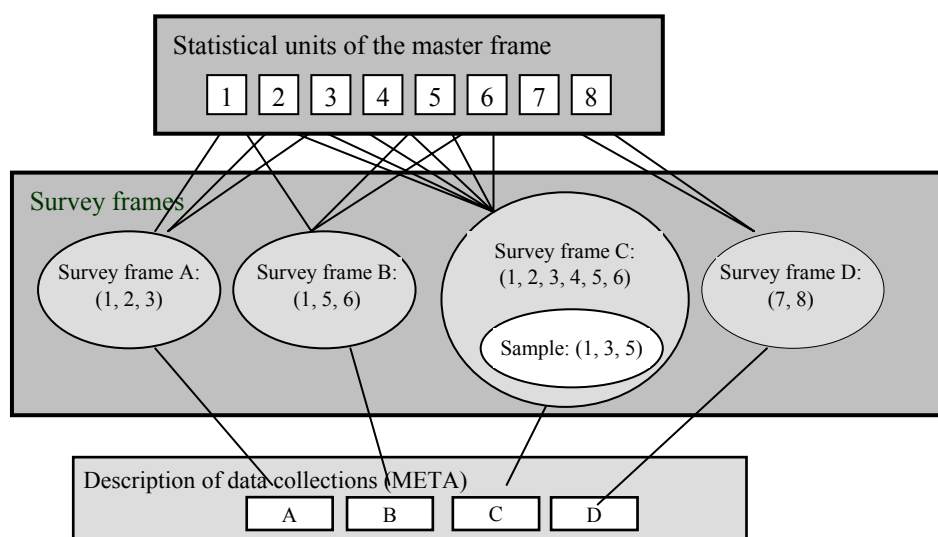 Statistical units of the master frame
1 2 3 4 5 6 7 8
Survey frames
Survey frame A:
(1, 2, 3)
Survey frame B:
(1, 5, 6)
Survey frame C:
(1, 2, 3, 4, 5, 6)
Sample: (1, 3, 5)
Survey frame D:
(7, 8)
Description of data collections (META)
A B C D